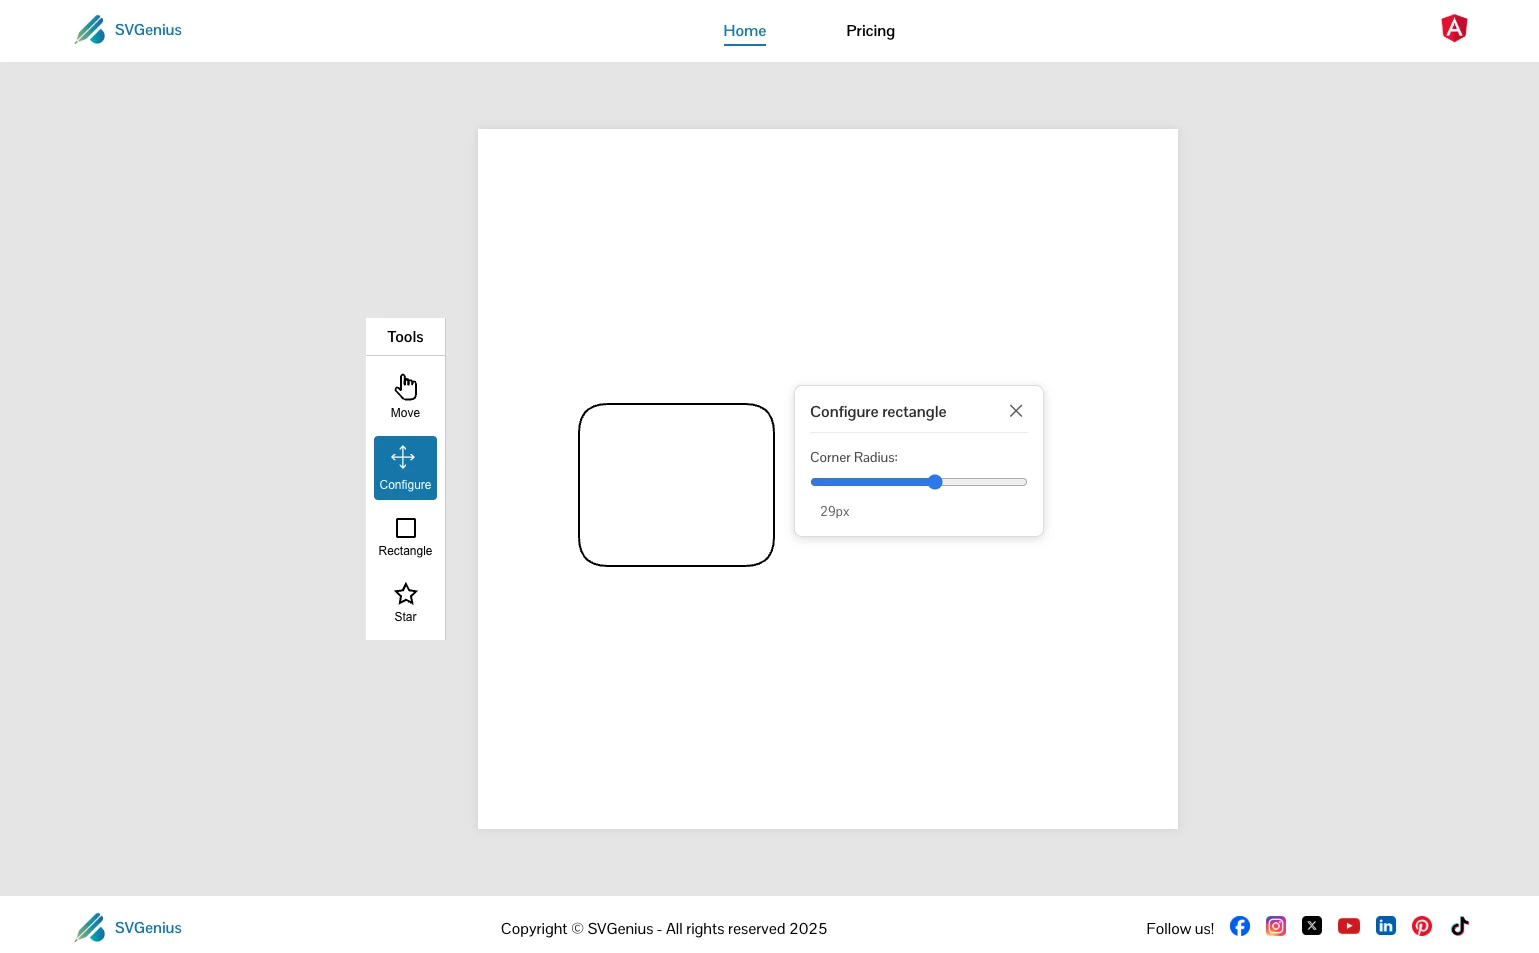 SVGenius
Home
Pricing
Tools
Move
Configure
Rectangle
Star
Configure rectangle
Corner Radius:
29px
SVGenius
Copyright © SVGenius - All rights reserved 2025
Follow us!